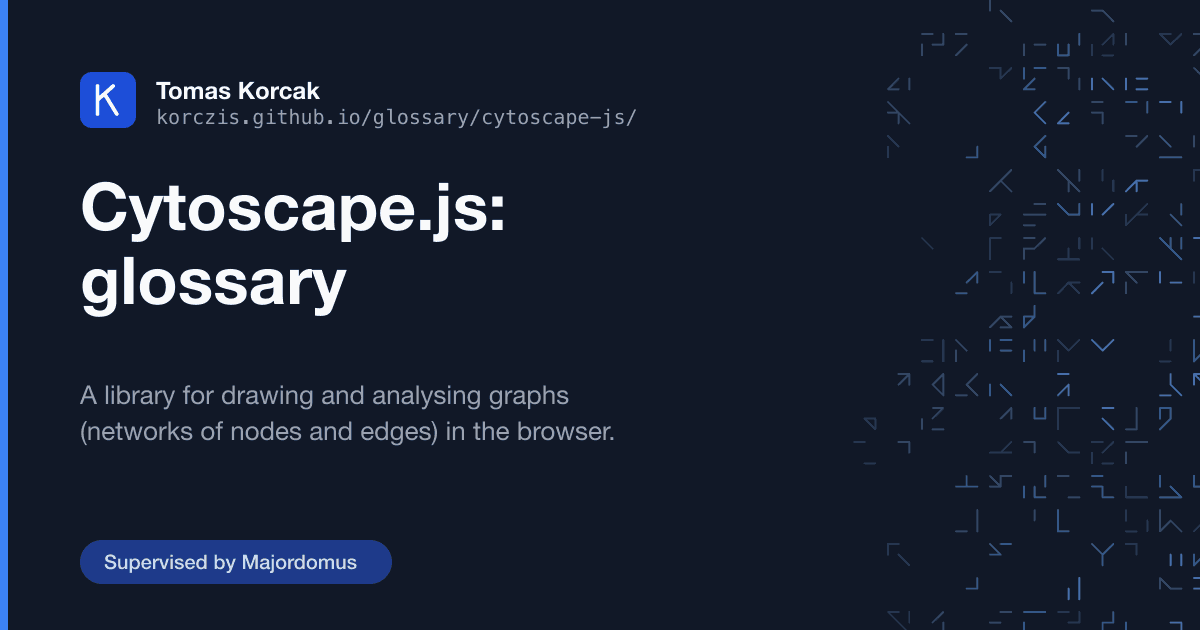 K
Tomas Korcak
korczis.github.io/glossary/cytoscape-js/
Cytoscape.js:
glossary
A library for drawing and analysing graphs
(networks of nodes and edges) in the browser.
Supervised by Majordomus